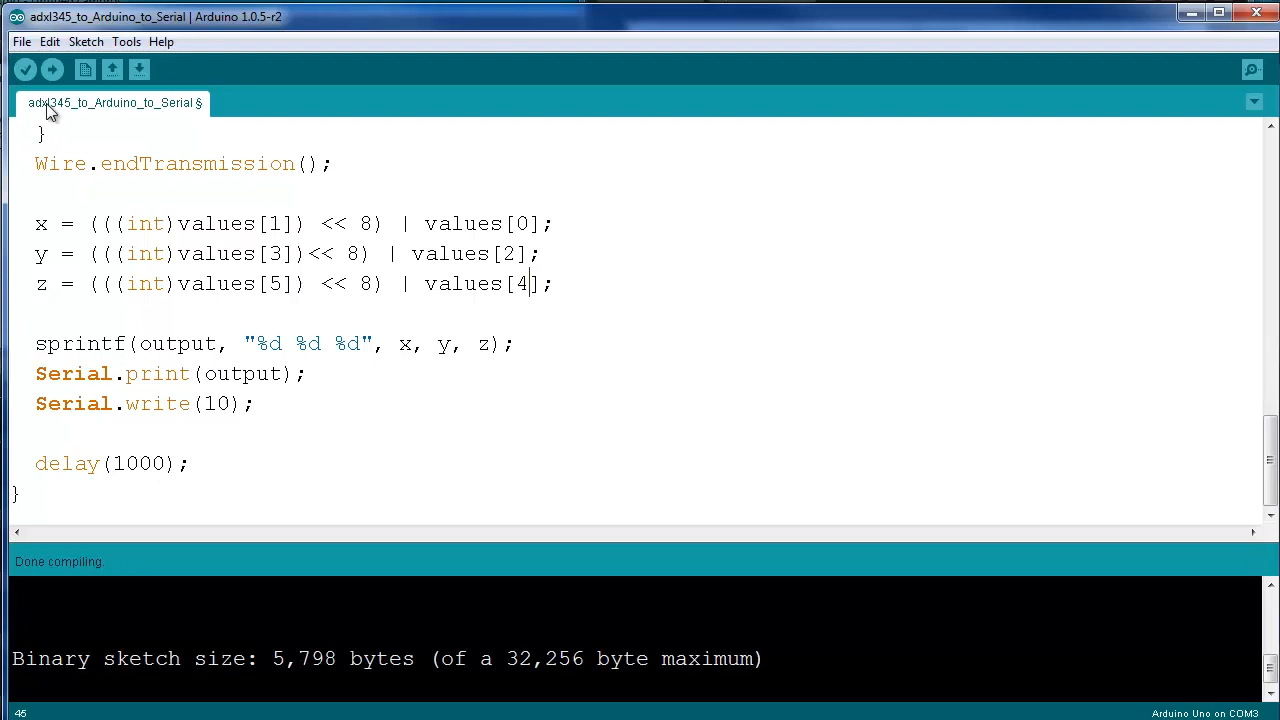 adxl345_to_Arduino_to_Serial | Arduino 1.0.5-r2
File Edit Sketch Tools Help
adxl345_to_Arduino_to_Serial §
}
Wire.endTransmission();
x = (((int)values[1]) << 8) | values[0];
y = (((int)values[3])<< 8) | values[2];
z = (((int)values[5]) << 8) | values[4];
sprintf(output, "%d %d %d", x, y, z);
Serial.print(output);
Serial.write(10);
delay(1000);
}
Done compiling.
Binary sketch size: 5,798 bytes (of a 32,256 byte maximum)
45 Arduino Uno on COM3